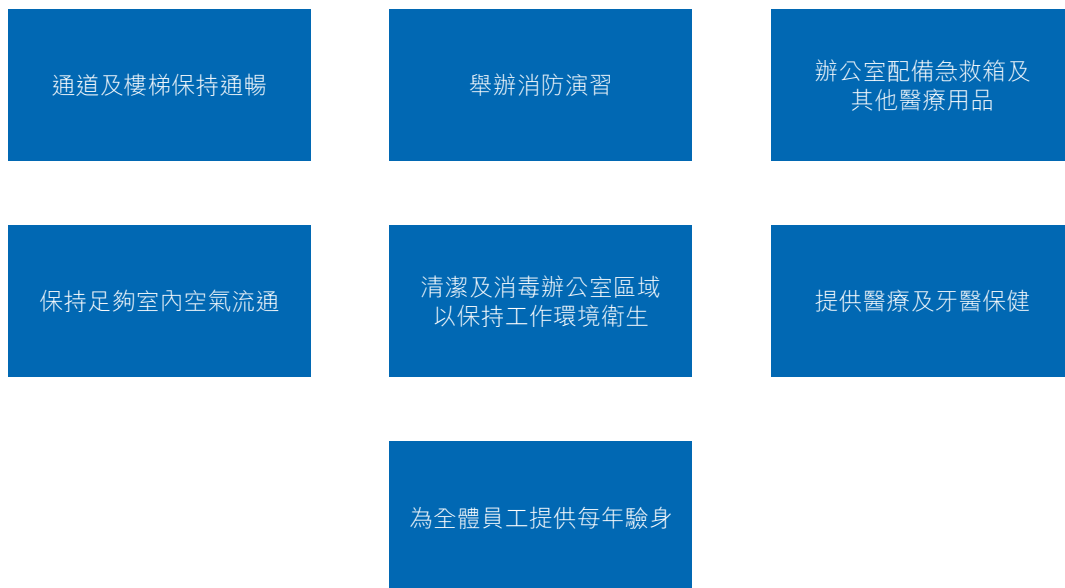 通道及樓梯保持通暢
舉辦消防演習
辦公室配備急救箱及
其他醫療用品
保持足夠室內空氣流通
清潔及消毒辦公室區域
以保持工作環境衛生
提供醫療及牙醫保健
為全體員工提供每年驗身